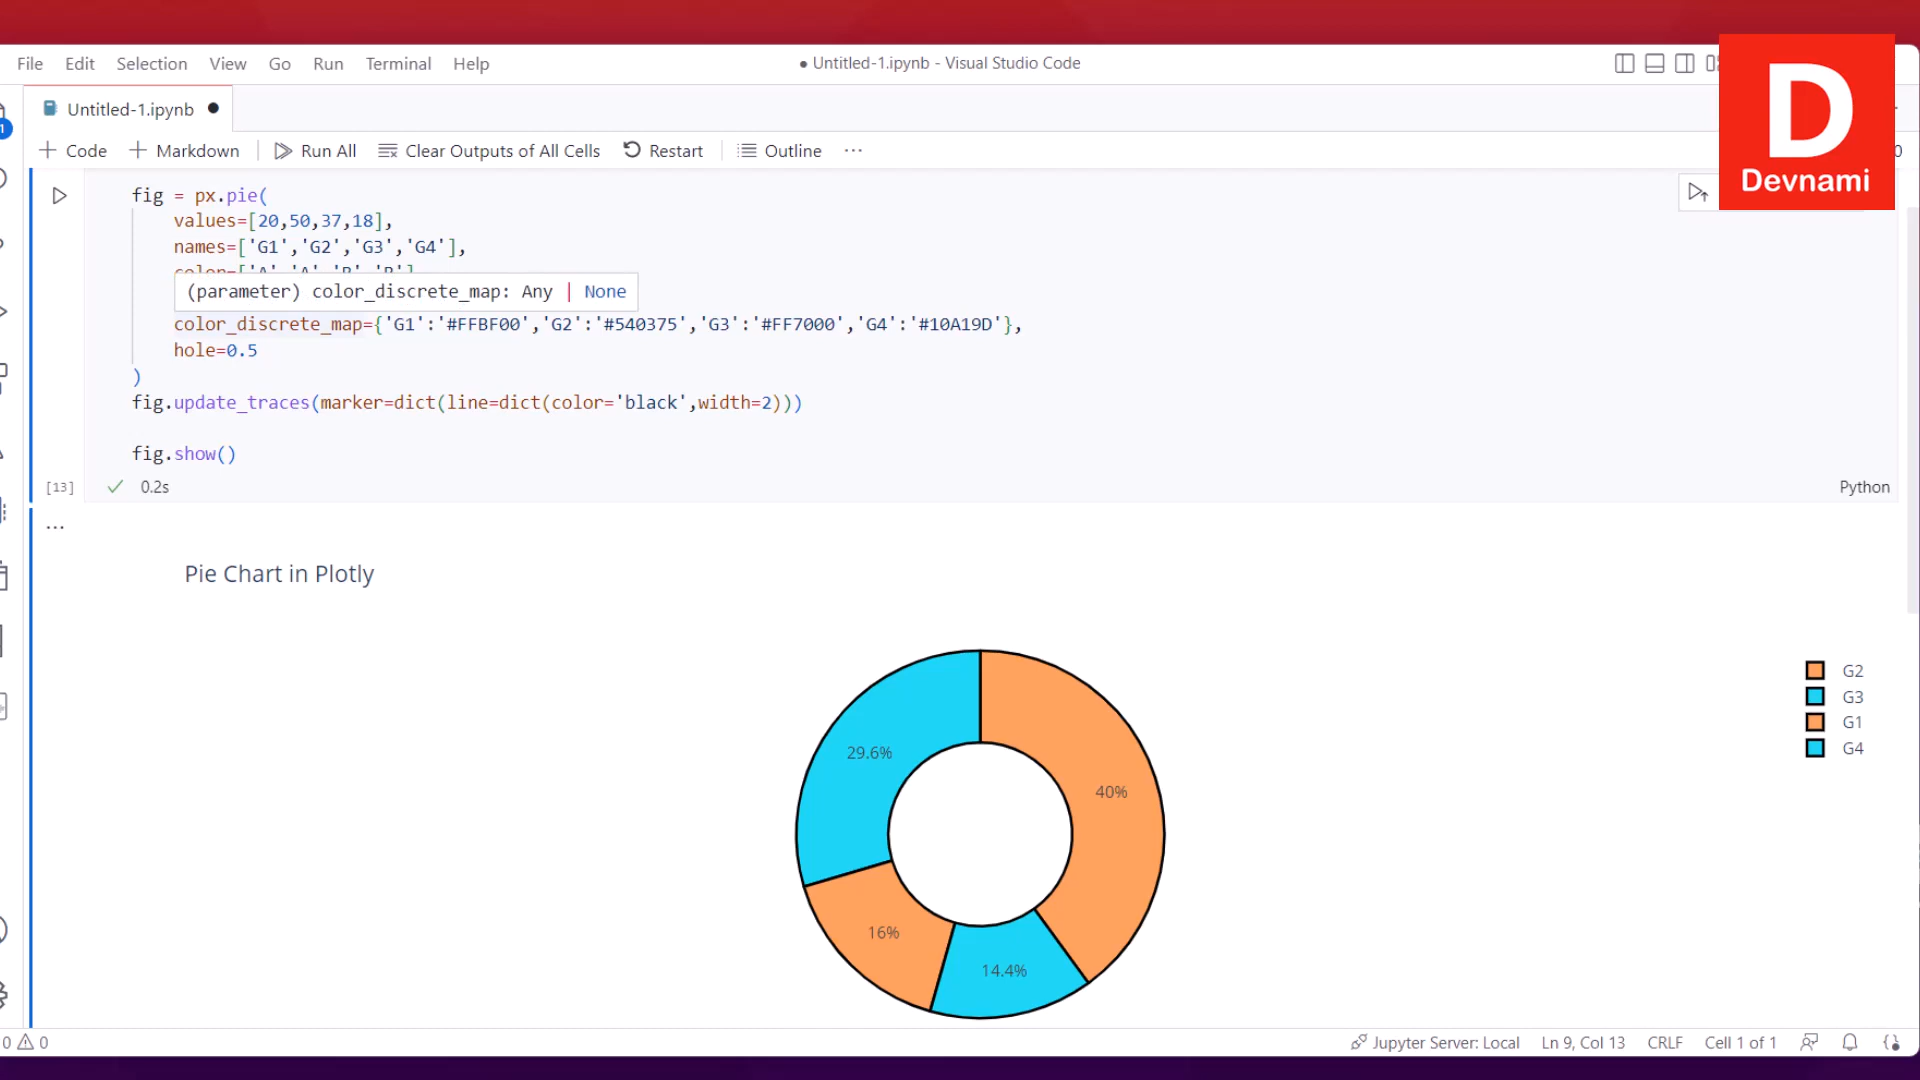 File Edit Selection View Go Run Terminal Help
● Untitled-1.ipynb - Visual Studio Code
D
Devnami
Untitled-1.ipynb
1
Code Markdown Run All Clear Outputs of All Cells Restart Outline ···
fig = px.pie(
values=[20,50,37,18],
names=['G1','G2','G3','G4'],
color=['A','A','B','B']
(parameter) color_discrete_map: Any | None
color_discrete_map={'G1':'#FFBF00','G2':'#540375','G3':'#FF7000','G4':'#10A19D'},
hole=0.5
)
fig.update_traces(marker=dict(line=dict(color='black',width=2)))
fig.show()
[13] 0.2s Python
...
Pie Chart in Plotly
G2
G3
G1
G4
29.6%
40%
16%
14.4%
0 0 Jupyter Server: Local Ln 9, Col 13 CRLF Cell 1 of 1